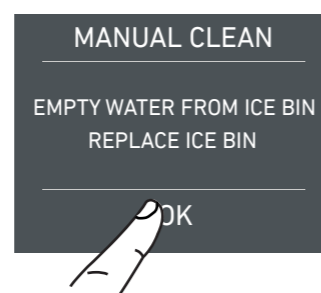 MANUAL CLEAN
EMPTY WATER FROM ICE BIN
REPLACE ICE BIN
OK